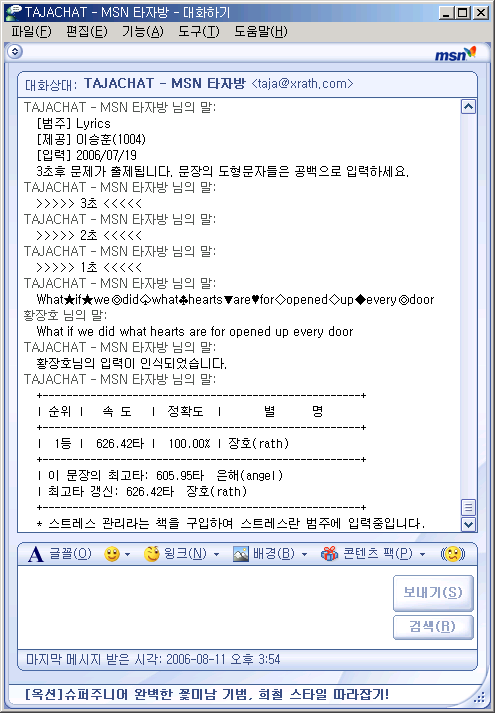 TAJACHAT - MSN 타자방 - 대화하기
파일(F) 편집(E) 기능(A) 도구(T) 도움말(H)
msn
대화상대: TAJACHAT - MSN 타자방 <taja@xrath.com>
TAJACHAT - MSN 타자방 님의 말:
[범주] Lyrics
[제공] 이승훈(1004)
[입력] 2006/07/19
3초후 문제가 출제됩니다. 문장의 도형문자들은 공백으로 입력하세요.
TAJACHAT - MSN 타자방 님의 말:
>>>>> 3초 <<<<<
TAJACHAT - MSN 타자방 님의 말:
>>>>> 2초 <<<<<
TAJACHAT - MSN 타자방 님의 말:
>>>>> 1초 <<<<<
TAJACHAT - MSN 타자방 님의 말:
What★if★we◎did♤what♣hearts▼are♥for◇opened◇up◆every◎door
황장호 님의 말:
What if we did what hearts are for opened up every door
TAJACHAT - MSN 타자방 님의 말:
황장호님의 입력이 인식되었습니다.
TAJACHAT - MSN 타자방 님의 말:
| 순위 | 속 도 | 정확도 | 별 명
| 1등 | 626.42타 | 100.00% | 장호(rath)
| 이 문장의 최고타: 605.95타 은해(angel)
| 최고타 갱신: 626.42타 장호(rath)
* 스트레스 관리라는 책을 구입하여 스트레스란 범주에 입력중입니다.
A 글꼴(O) 윙크(N) 배경(B) 콘텐츠 팩(P)
보내기(S)
검색(R)
마지막 메시지 받은 시각: 2006-08-11 오후 3:54
[옥션]슈퍼주니어 완벽한 꽃미남 기범, 희철 스타일 따라잡기!